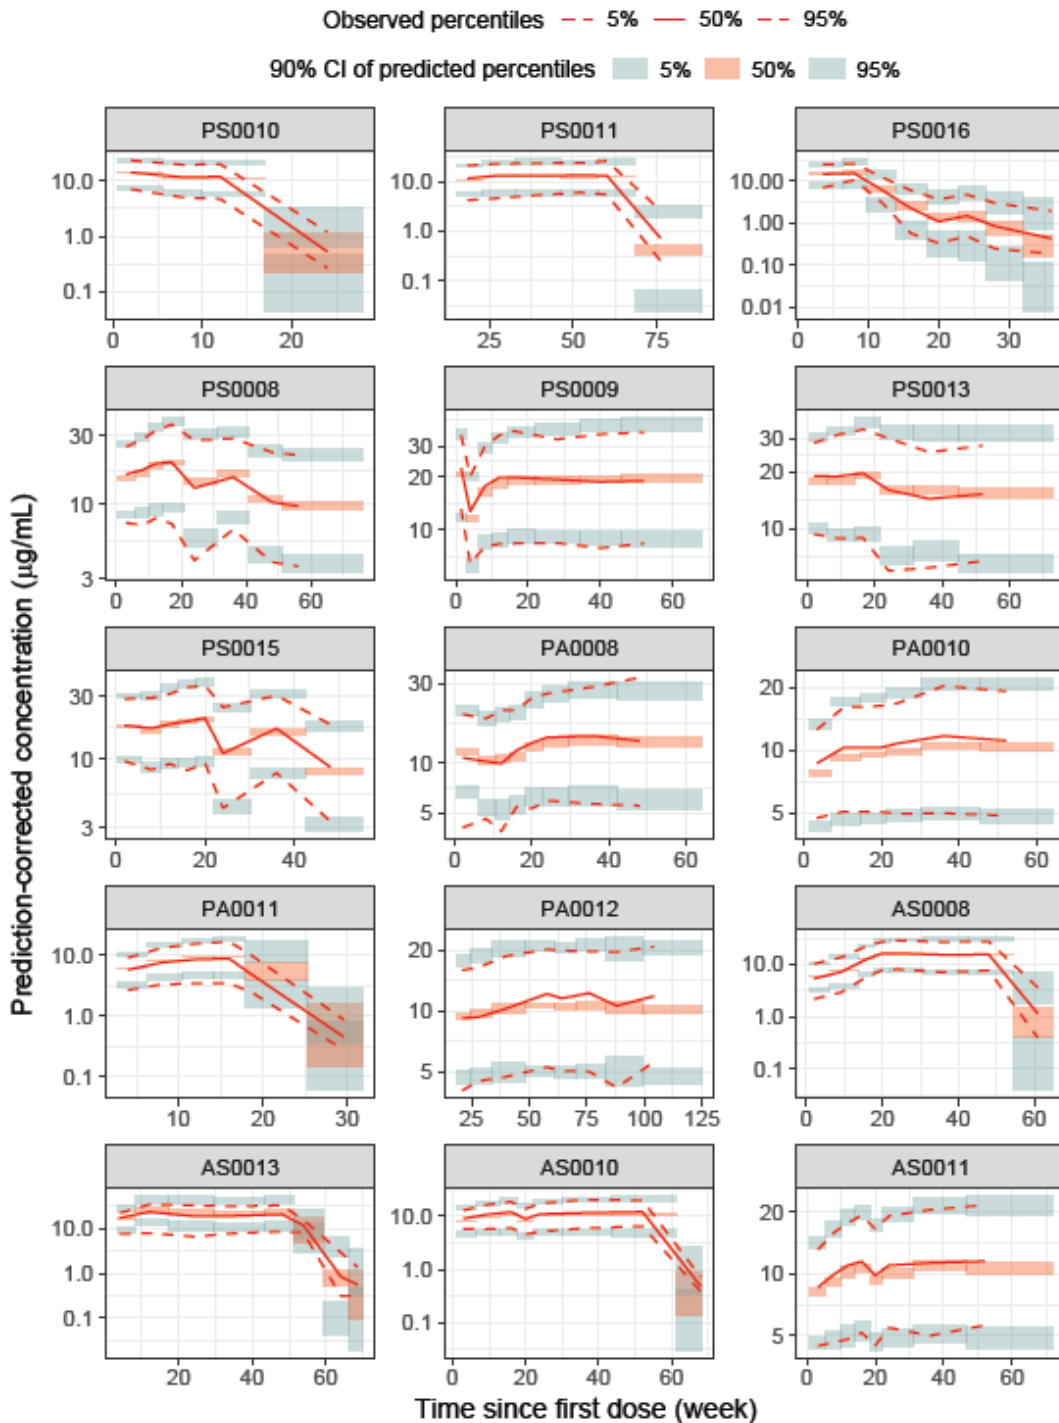 Observed percentiles 5% 50% 95%
90% CI of predicted percentiles 5% 50% 95%
Prediction-corrected concentration (μg/mL)
PS0010 PS0011 PS0016
10.0 1.0 0.1
10.0 1.0 0.1
10.00 1.00 0.10 0.01
0 10 20
25 50 75
0 10 20 30
PS0008 PS0009 PS0013
30 10 3
30 20 10
30 20 10
0 20 40 60
0 20 40 60
0 20 40 60
PS0015 PA0008 PA0010
30 10 3
30 10 5
20 10 5
0 20 40
0 20 40 60
0 20 40 60
PA0011 PA0012 AS0008
10.0 1.0 0.1
20 10 5
10.0 1.0 0.1
10 20 30
25 50 75 100 125
0 20 40 60
AS0013 AS0010 AS0011
10.0 1.0 0.1
10.0 1.0 0.1
20 10 5
20 40 60
0 20 40 60
0 20 40 60
Time since first dose (week)